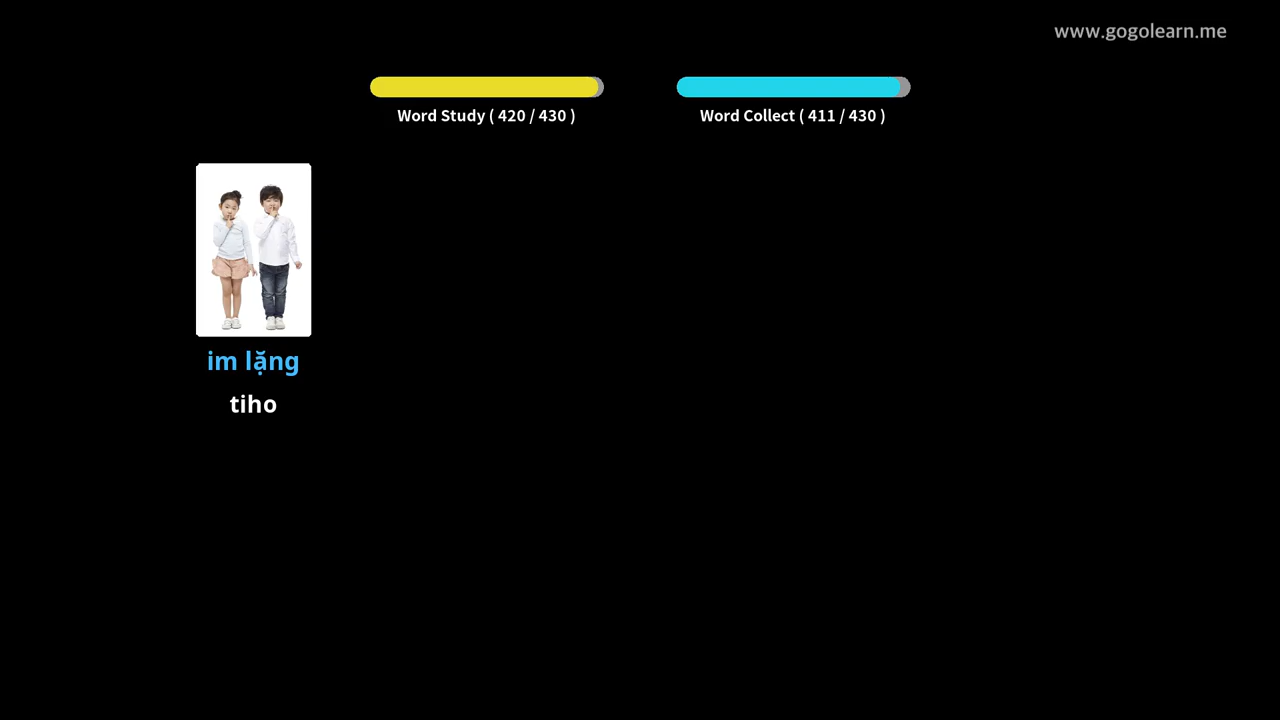 www.gogolearn.me
Word Study ( 420 / 430 )
Word Collect ( 411 / 430 )
im lặng
tiho